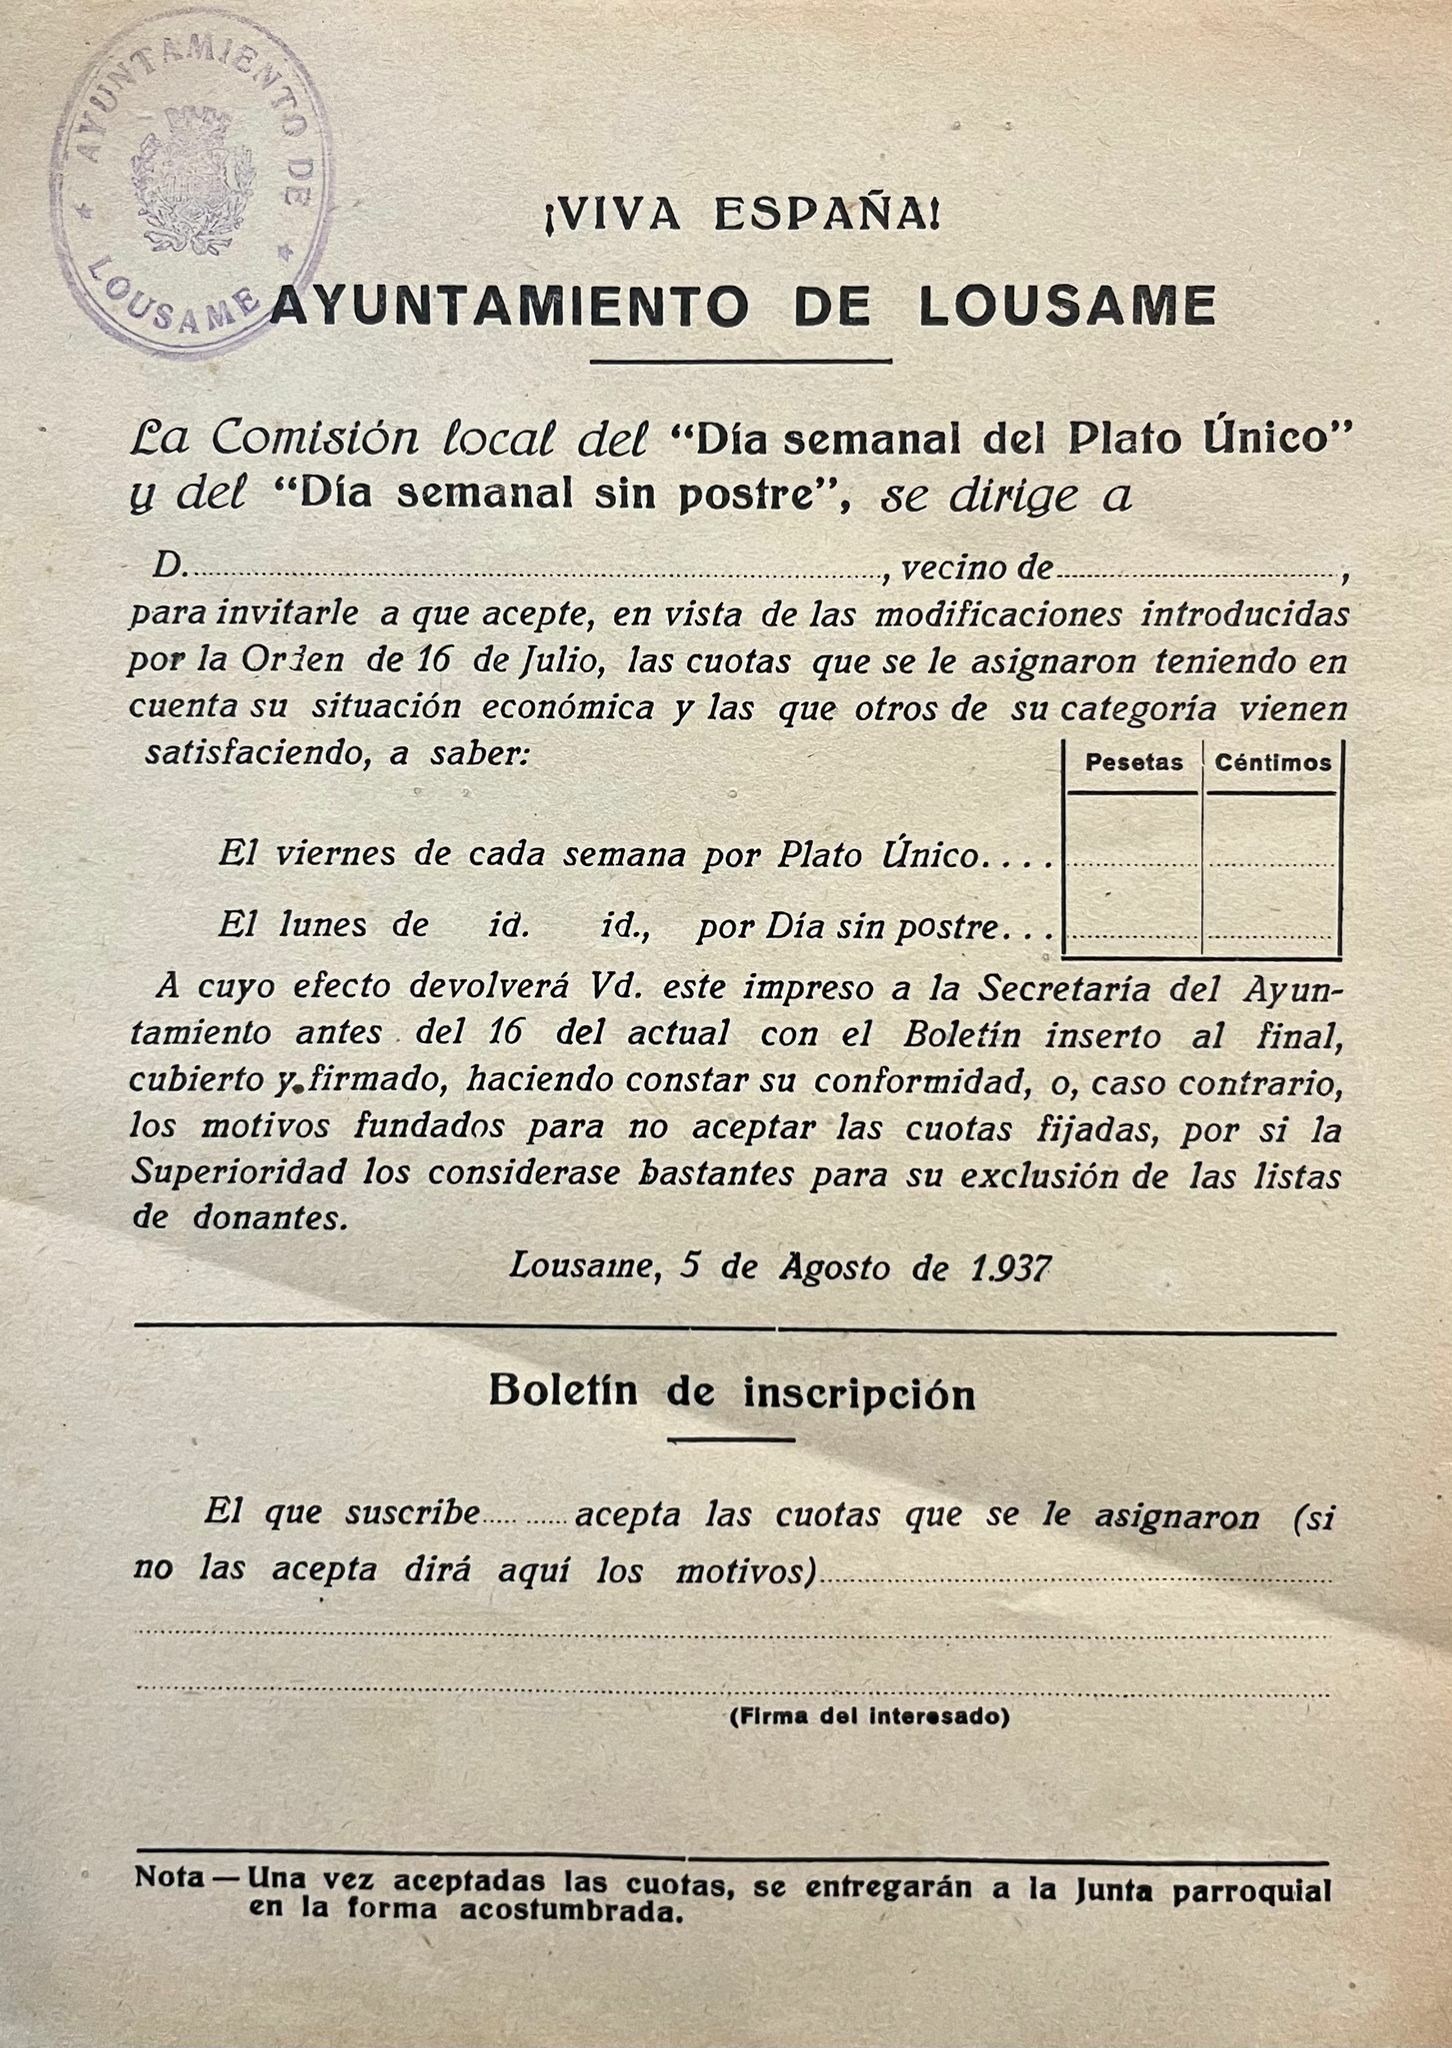 AYUNTAMIENTO DE
LOUSAME
¡VIVA ESPAÑA!
AYUNTAMIENTO DE LOUSAME
La Comisión local del “Día semanal del Plato Único”
y del “Día semanal sin postre”, se dirige a
D......................................................, vecino de..............................,
para invitarle a que acepte, en vista de las modificaciones introducidas
por la Orden de 16 de Julio, las cuotas que se le asignaron teniendo en
cuenta su situación económica y las que otros de su categoría vienen
satisfaciendo, a saber:
Pesetas Céntimos
El viernes de cada semana por Plato Único....
El lunes de id. id., por Día sin postre...
A cuyo efecto devolverá Vd. este impreso a la Secretaría del Ayun-
tamiento antes del 16 del actual con el Boletín inserto al final,
cubierto y firmado, haciendo constar su conformidad, o, caso contrario,
los motivos fundados para no aceptar las cuotas fijadas, por si la
Superioridad los considerase bastantes para su exclusión de las listas
de donantes.
Lousame, 5 de Agosto de 1.937
Boletín de inscripción
El que suscribe..... ..... acepta las cuotas que se le asignaron (si
no las acepta dirá aquí los motivos)..............................
(Firma del interesado)
Nota — Una vez aceptadas las cuotas, se entregarán a la Junta parroquial
en la forma acostumbrada.